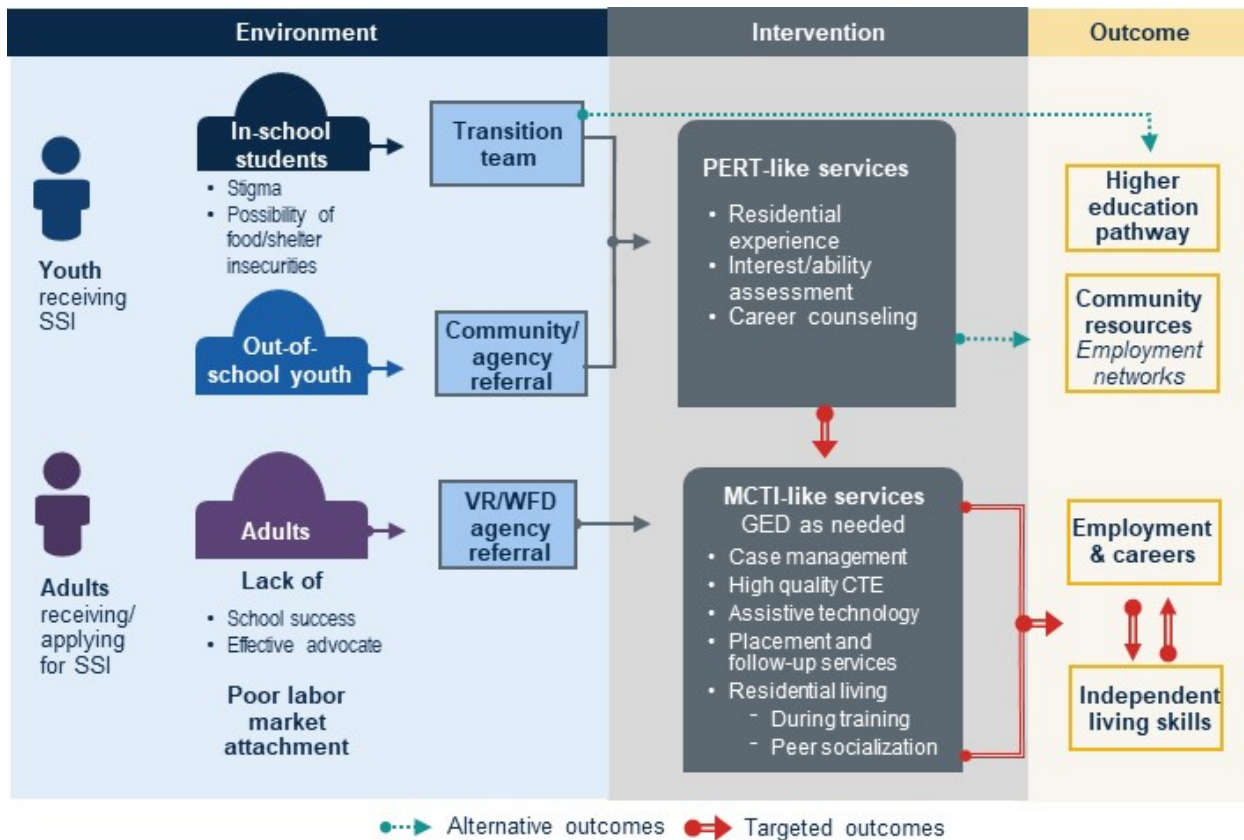 Environment
Intervention
Outcome
Youth
receiving
SSI
In-school
students
• Stigma
• Possibility of
food/shelter
insecurities
Transition
team
Out-of-
school youth
Community/
agency
referral
PERT-like services
• Residential
experience
• Interest/ability
assessment
• Career counseling
Higher
education
pathway
Community
resources
Employment
networks
Adults
receiving/
applying
for SSI
Adults
Lack of
• School success
• Effective advocate
Poor labor
market
attachment
VR/WFD
agency
referral
MCTI-like services
GED as needed
• Case management
• High quality CTE
• Assistive technology
• Placement and
follow-up services
• Residential living
- During training
- Peer socialization
Employment
& careers
Independent
living skills
Alternative outcomes
Targeted outcomes